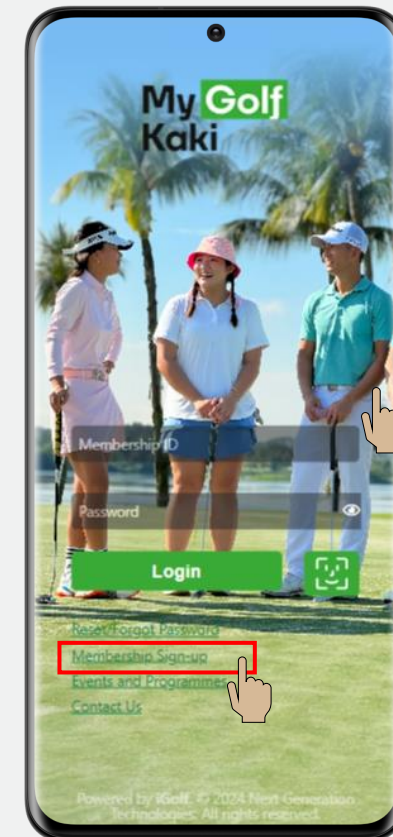 My Golf
Kaki
Membership ID
Password
Login
Reset/Forgot Password
Membership Sign-up
Events and Programmes
Contact Us
Powered by iGolf. © 2024 Next Generation
Technologies. All rights reserved.